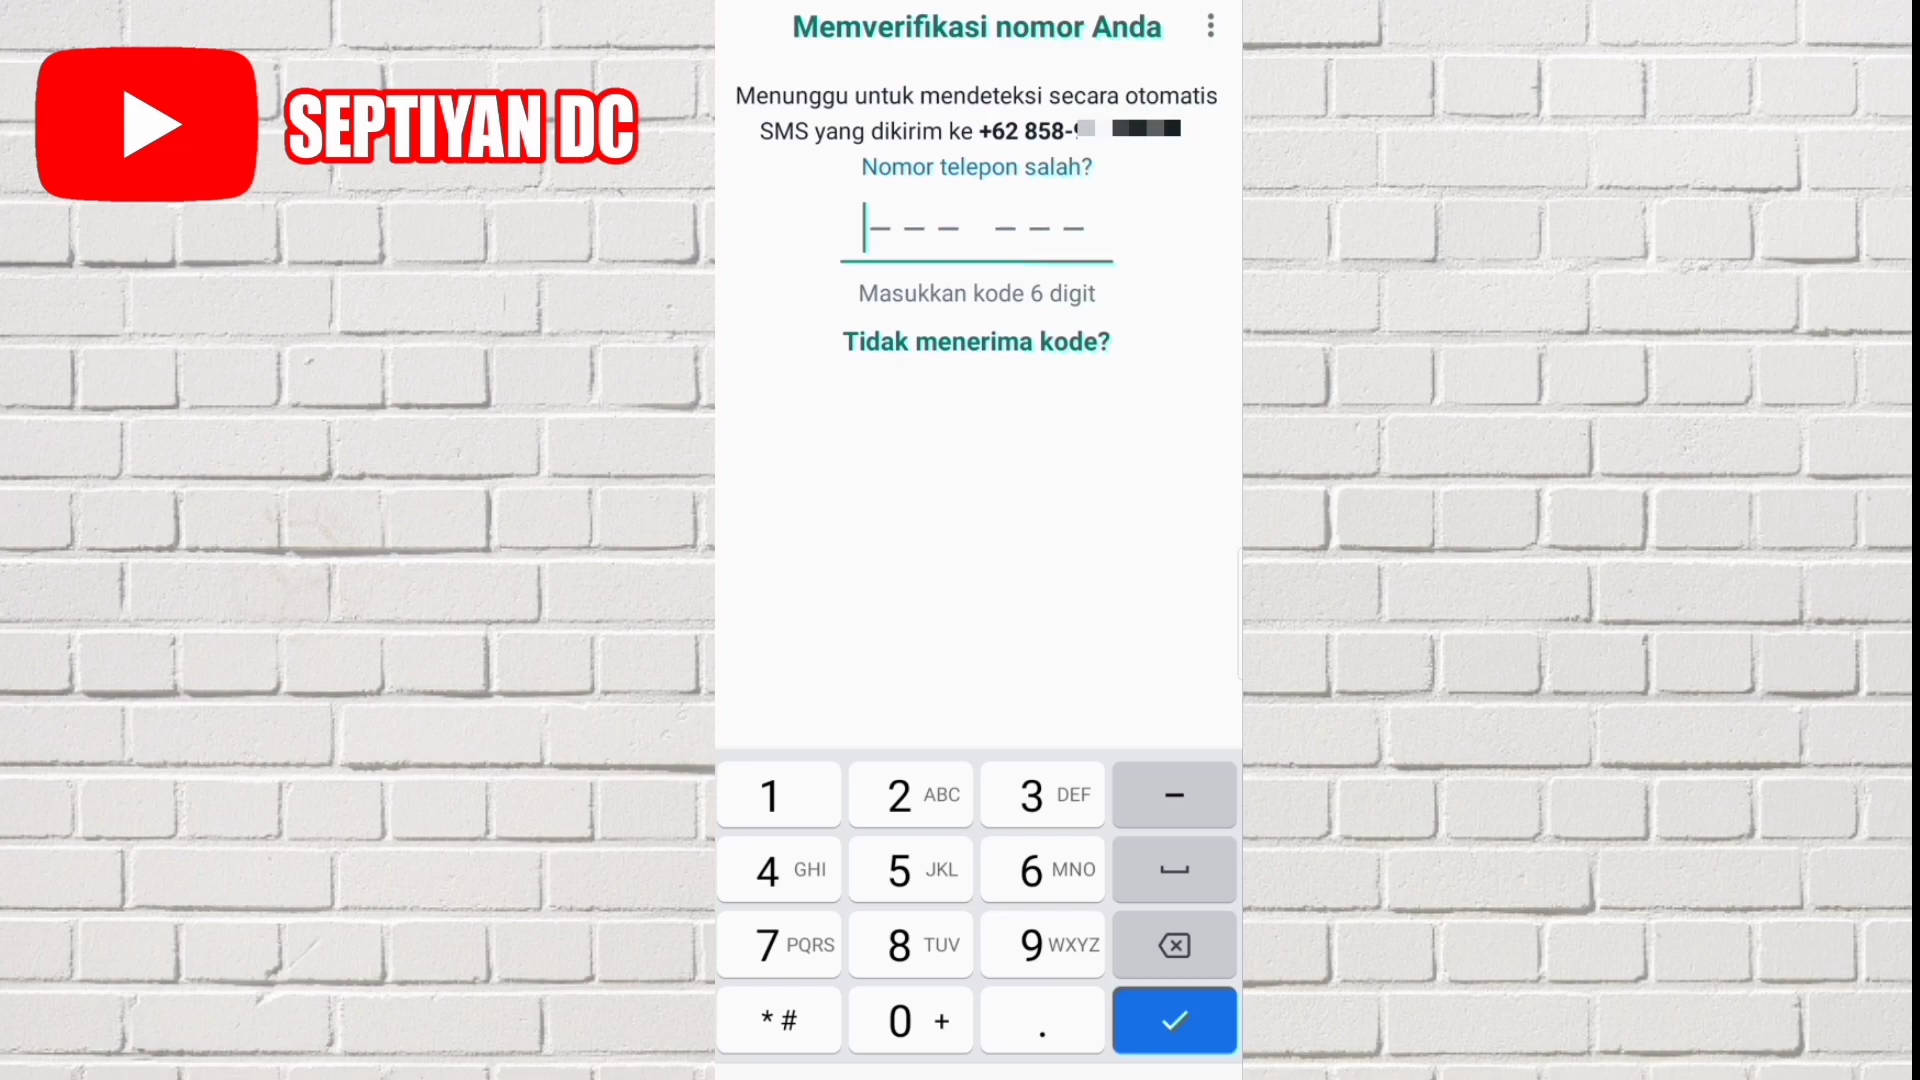 SEPTIYAN DC
Memverifikasi nomor Anda
Menunggu untuk mendeteksi secara otomatis
SMS yang dikirim ke +62 858-
Nomor telepon salah?
Masukkan kode 6 digit
Tidak menerima kode?
1 2 ABC 3 DEF -
4 GHI 5 JKL 6 MNO
7 PQRS 8 TUV 9 WXYZ
* # 0 + .